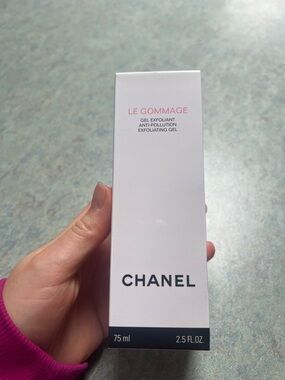 LE GOMMAGE
GEL EXFOLIANT
ANTI-POLLUTION
EXFOLIATING GEL
CHANEL
75 ml 2.5 FL.OZ.